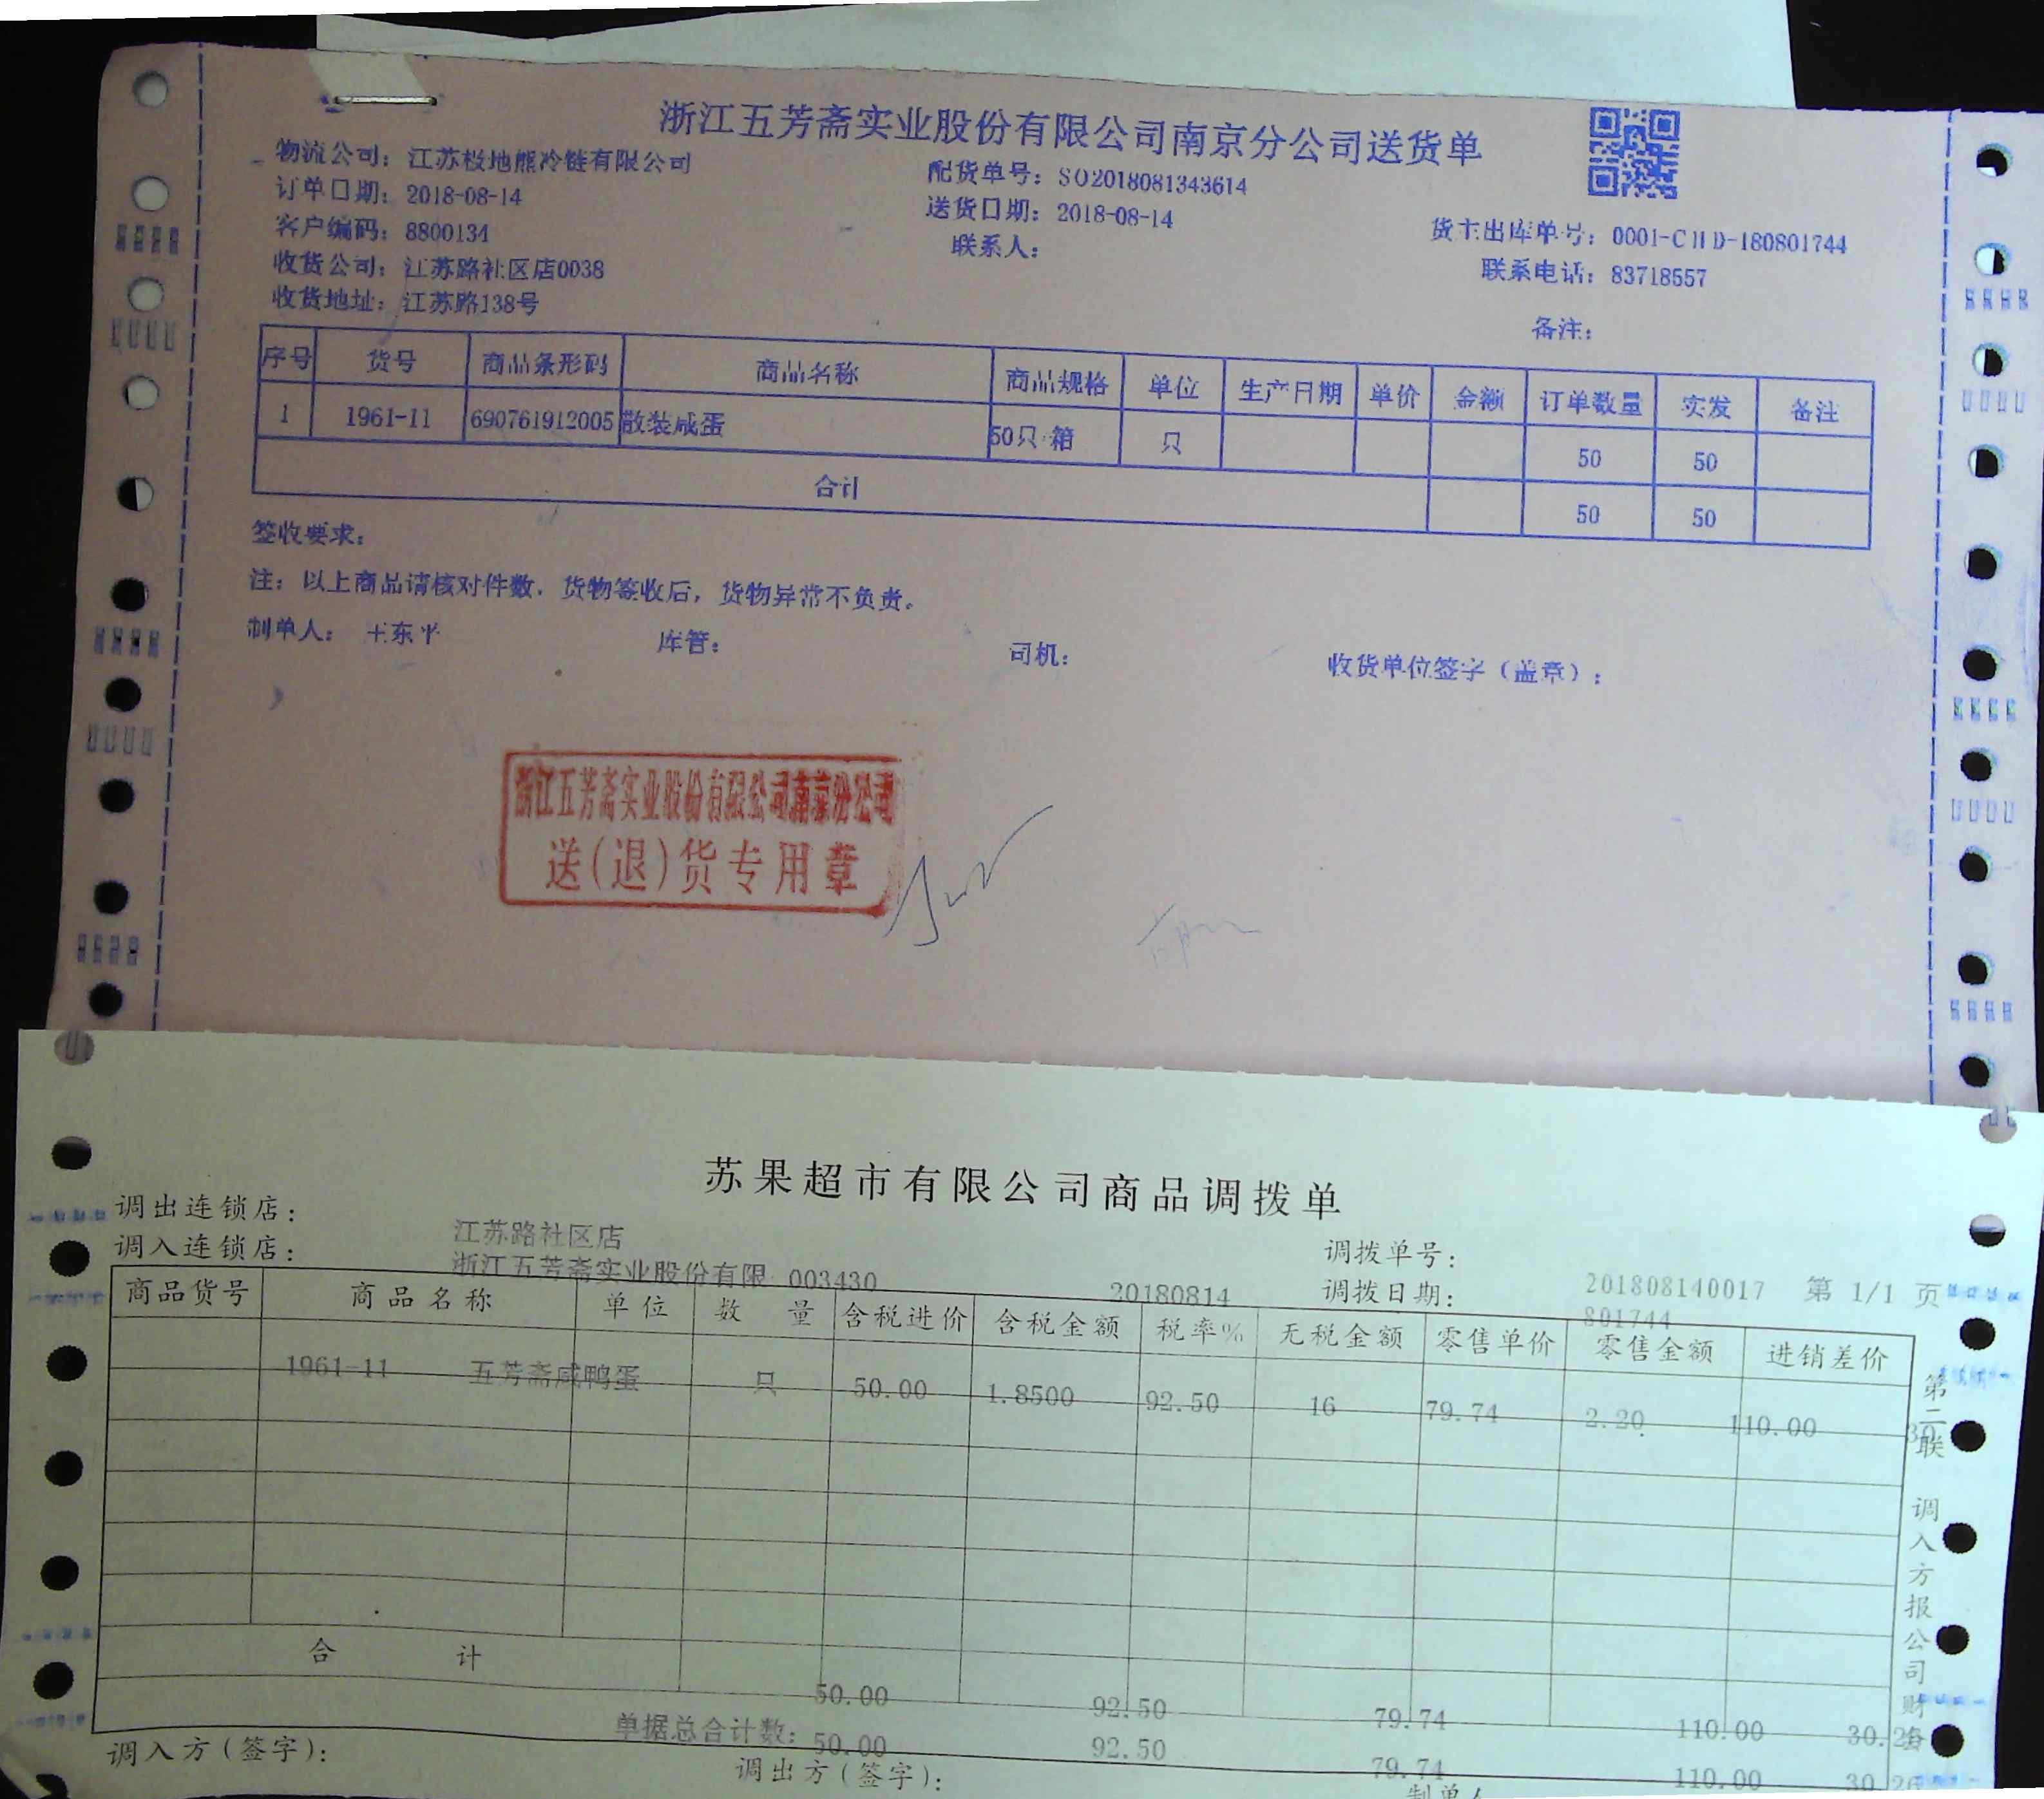 浙江五芳斋实业股份有限公司南京分公司送货单
物流公司：江苏极地熊冷链有限公司
配货单号：SO2018081343614
订单日期：2018-08-14
送货日期：2018-08-14
货主出库单号：0001-CHD-180801744
客户编码：8800134
联系人：
联系电话：83718557
收货公司：江苏路社区店0038
收货地址：江苏路138号
备注：
序号 货号 商品条形码 商品名称 商品规格 单位 生产日期 单价 金额 订单数量 实发 备注
1 1961-11 690761912005 散装咸蛋 50只/箱 只 50 50
合计 50 50
签收要求：
注：以上商品请核对件数，货物签收后，货物异常不负责。
制单人：王东平 库管： 司机： 收货单位签字（盖章）：
浙江五芳斋实业股份有限公司南京分公司
送(退)货专用章
苏果超市有限公司商品调拨单
调出连锁店： 江苏路社区店 调拨单号： 201808140017 第 1/1 页
调入连锁店： 浙江五芳斋实业股份有限 003430 20180814 调拨日期： 801744
商品货号 商品名称 单位 数量 含税进价 含税金额 税率% 无税金额 零售单价 零售金额 进销差价
1961-11 五芳斋咸鸭蛋 只 50.00 1.8500 92.50 16 79.74 2.20 110.00
合计 50.00 92.50 79.74 110.00 30.26
单据总合计数：50.00 92.50 79.74 110.00 30.26
调入方(签字)： 调出方(签字)： 制单人
第二联 调入方报公司财务